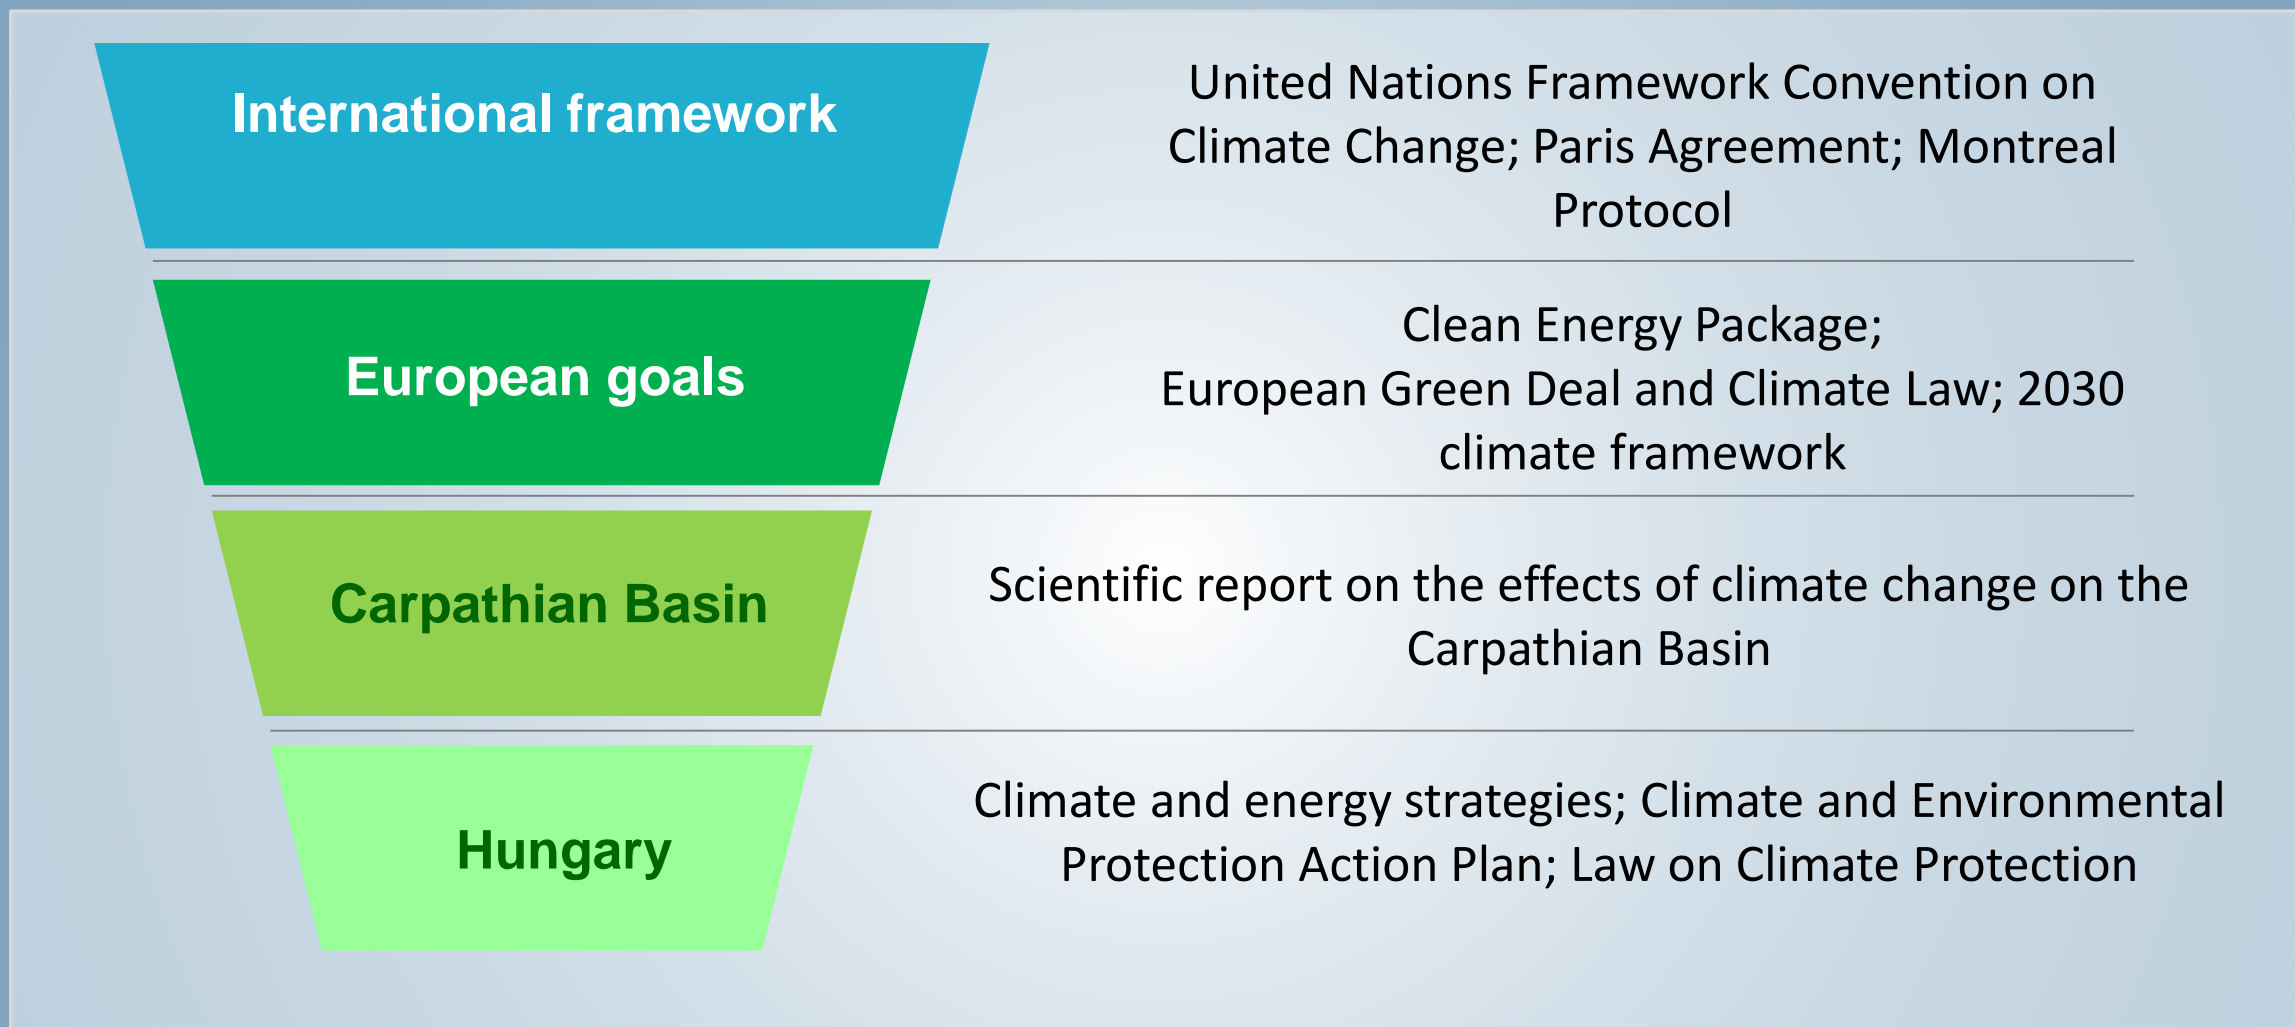 International framework
United Nations Framework Convention on
Climate Change; Paris Agreement; Montreal
Protocol
European goals
Clean Energy Package;
European Green Deal and Climate Law; 2030
climate framework
Carpathian Basin
Scientific report on the effects of climate change on the
Carpathian Basin
Hungary
Climate and energy strategies; Climate and Environmental
Protection Action Plan; Law on Climate Protection